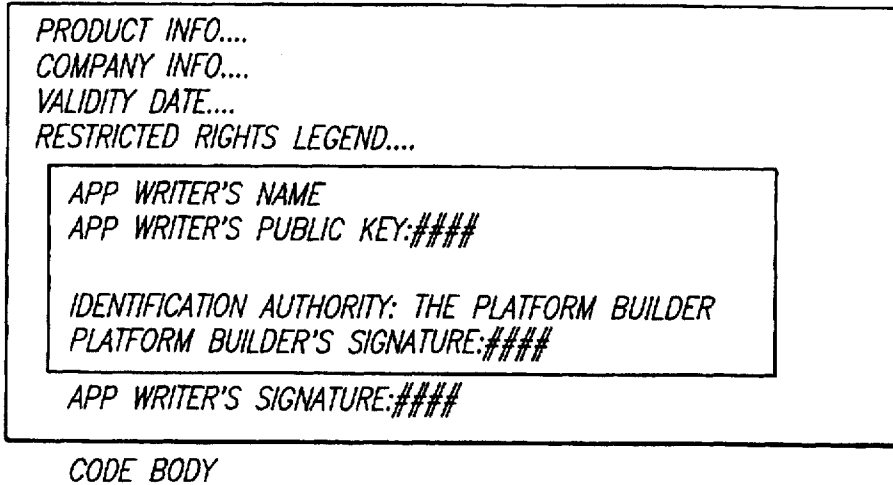 PRODUCT INFO....
COMPANY INFO....
VALIDITY DATE....
RESTRICTED RIGHTS LEGEND....
APP WRITER'S NAME
APP WRITER'S PUBLIC KEY:####
IDENTIFICATION AUTHORITY: THE PLATFORM BUILDER
PLATFORM BUILDER'S SIGNATURE:####
APP WRITER'S SIGNATURE:####
CODE BODY